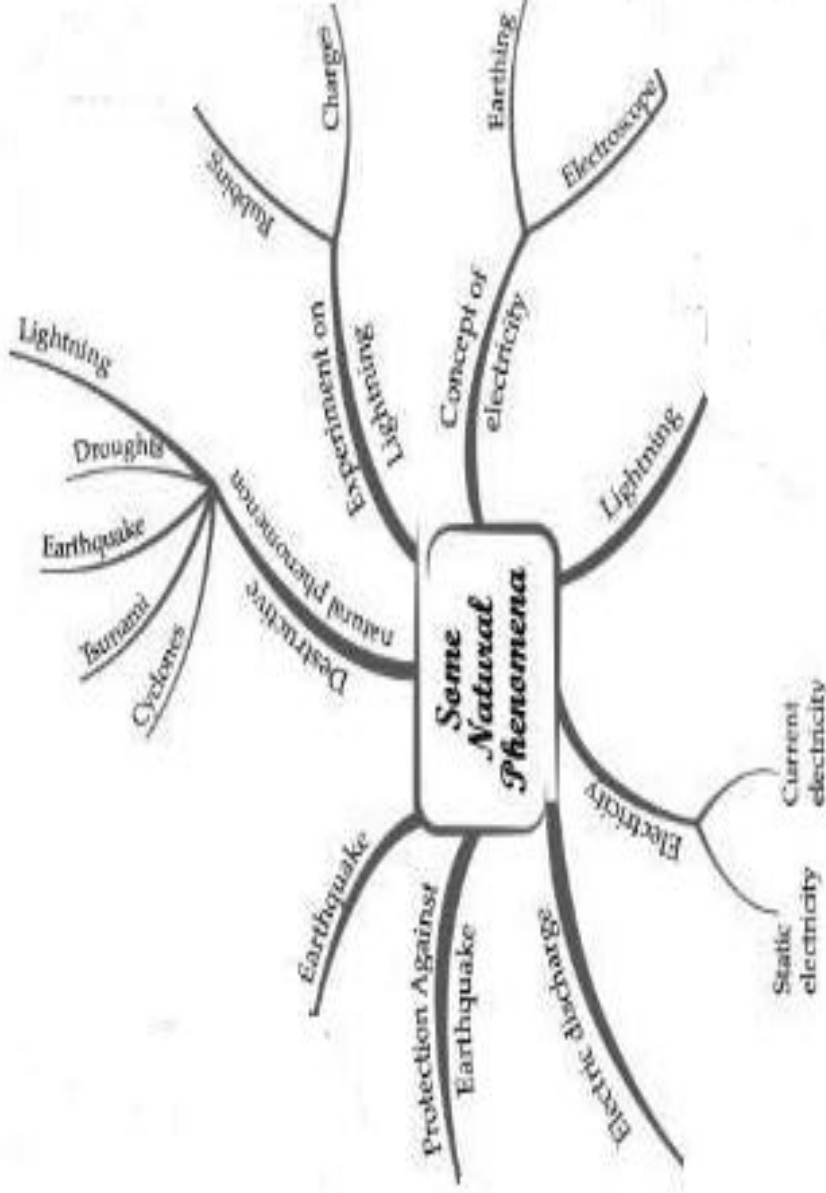 Some
Natural
Phenomena
Lightning
Droughts
Earthquake
Tsunami
Cyclones
Destructive
natural phenomenon
Rubbing
Charges
Experiment on
Lightning
Earthing
Electroscope
Concept of
electricity
Lightning
Electricity
Current
electricity
Static
electricity
Electric discharge
Protection Against
Earthquake
Earthquake